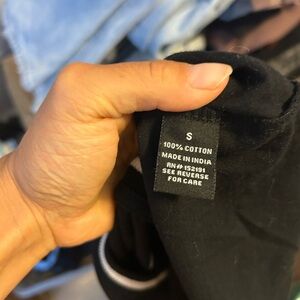 S
100% COTTON
MADE IN INDIA
RN# 152191
SEE REVERSE
FOR CARE